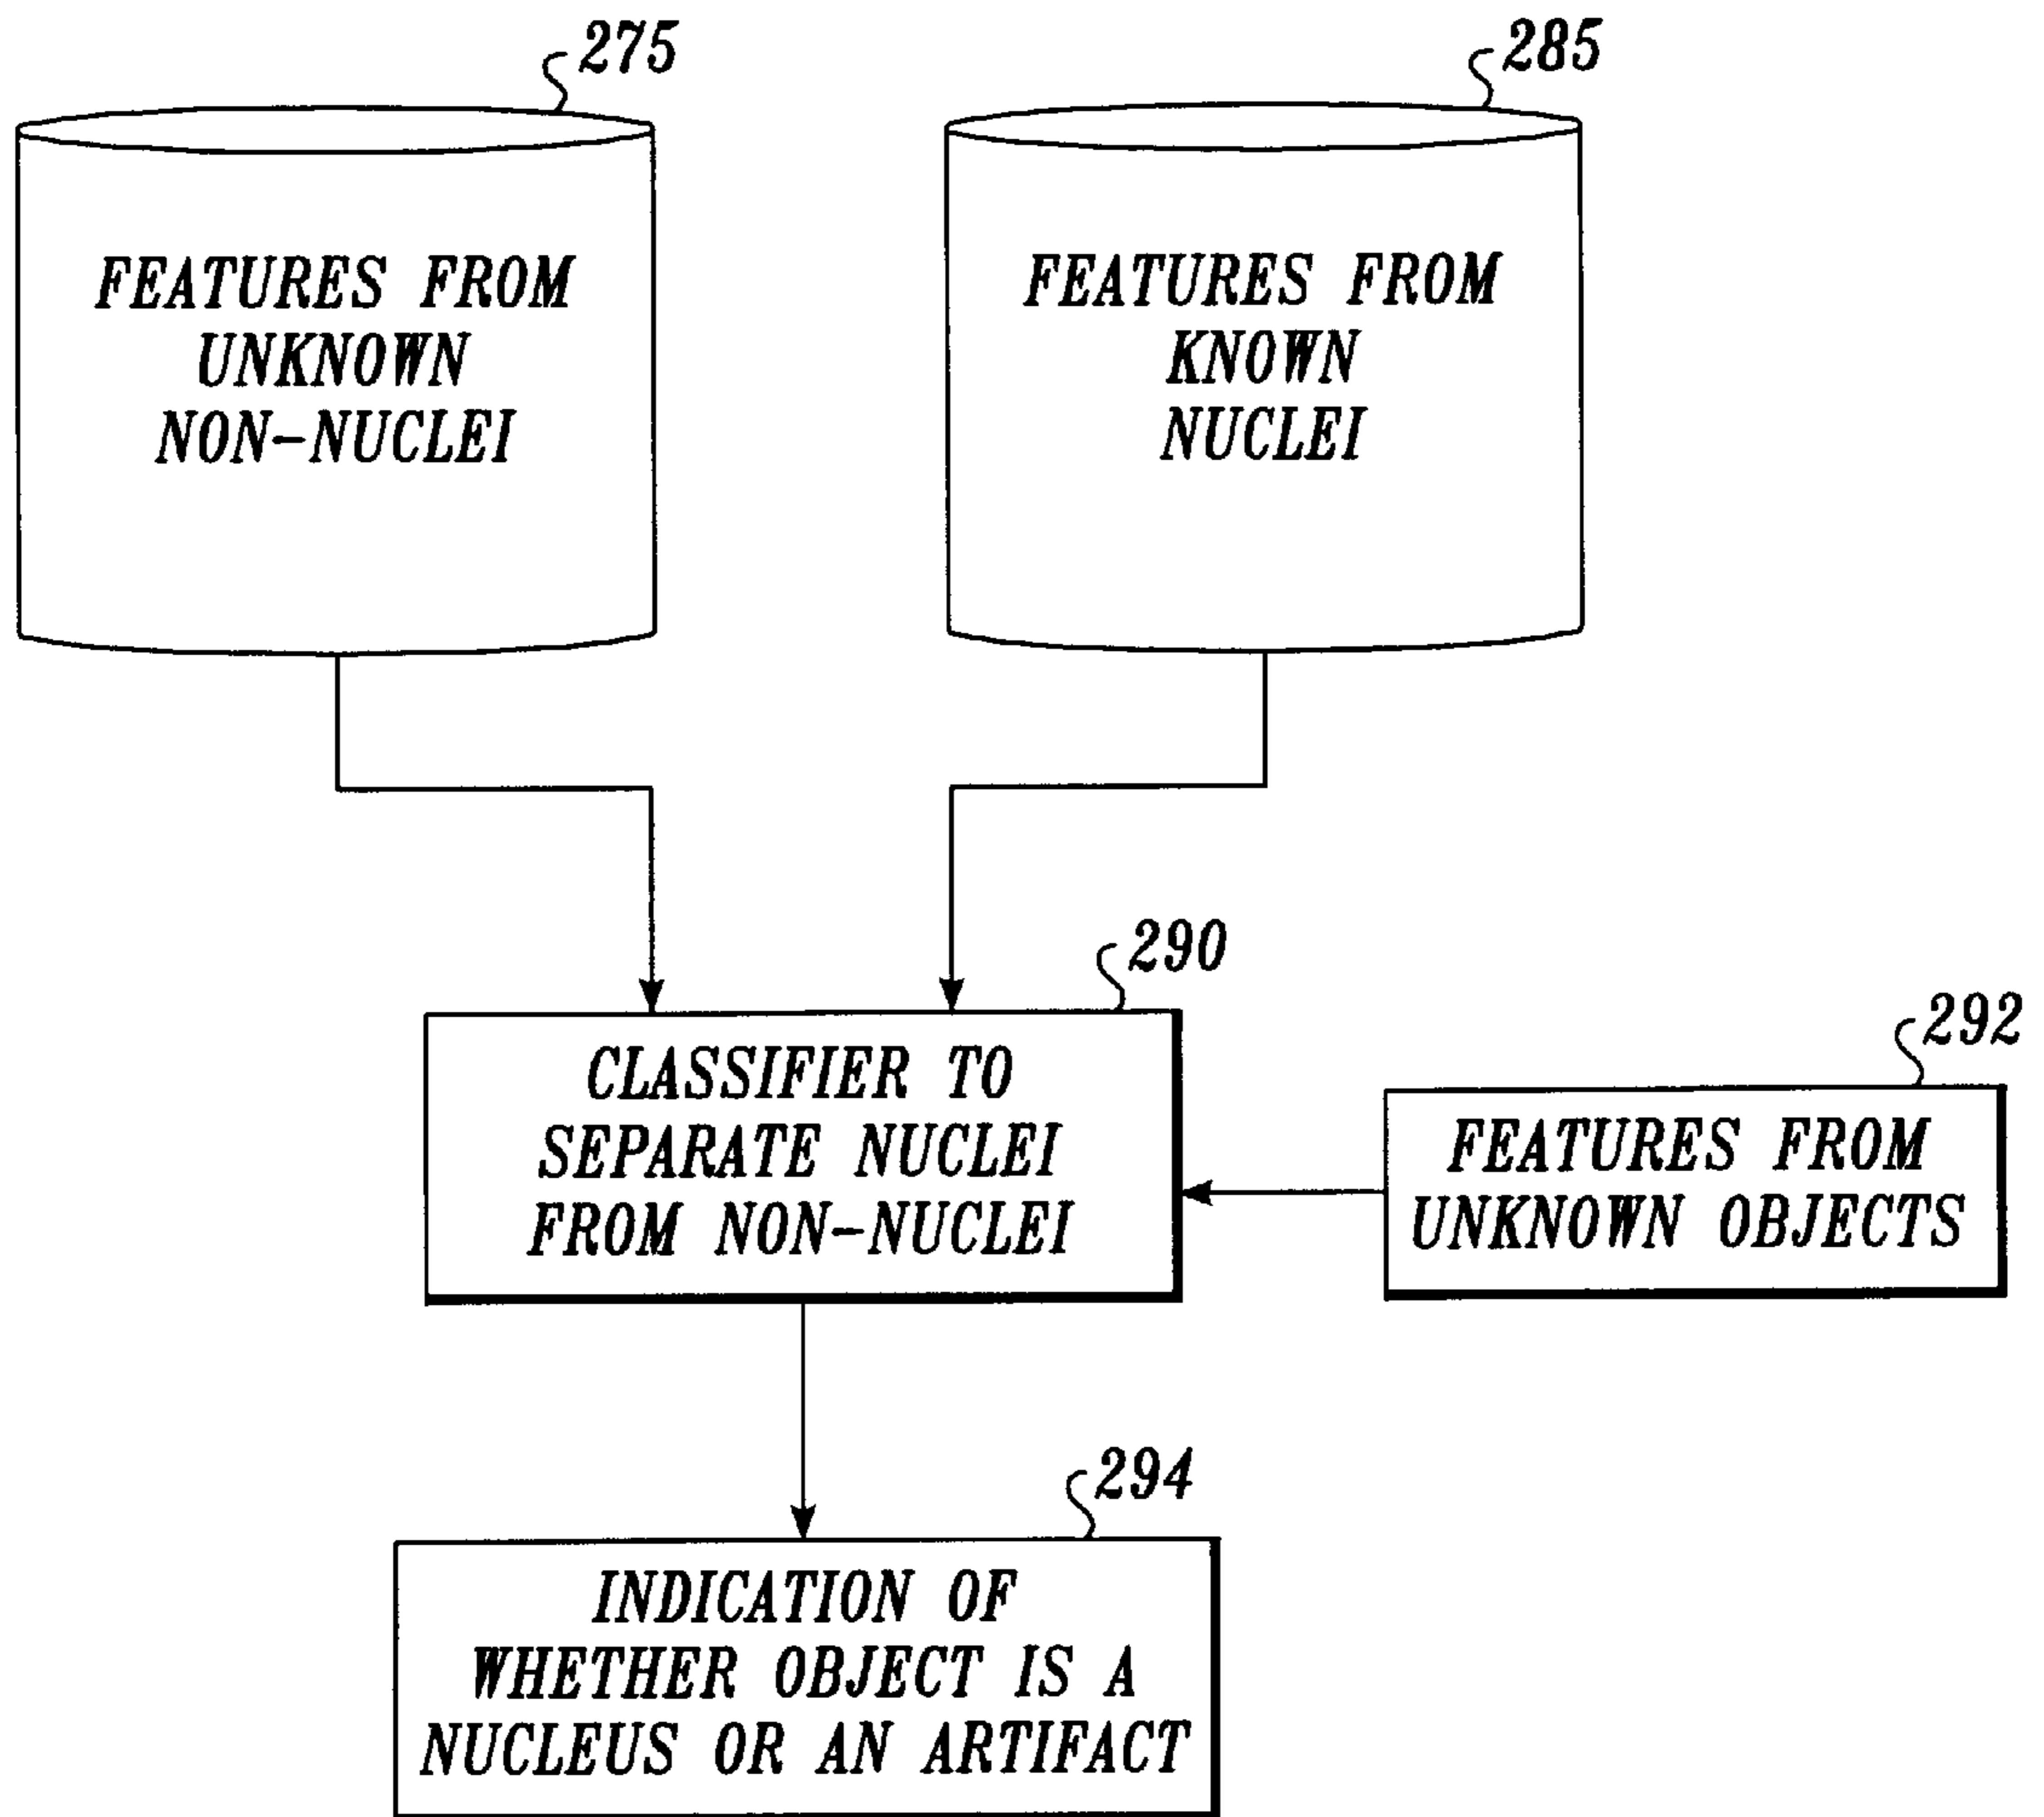 275
FEATURES FROM
UNKNOWN
NON-NUCLEI
285
FEATURES FROM
KNOWN
NUCLEI
290
CLASSIFIER TO
SEPARATE NUCLEI
FROM NON-NUCLEI
292
FEATURES FROM
UNKNOWN OBJECTS
294
INDICATION OF
WHETHER OBJECT IS A
NUCLEUS OR AN ARTIFACT